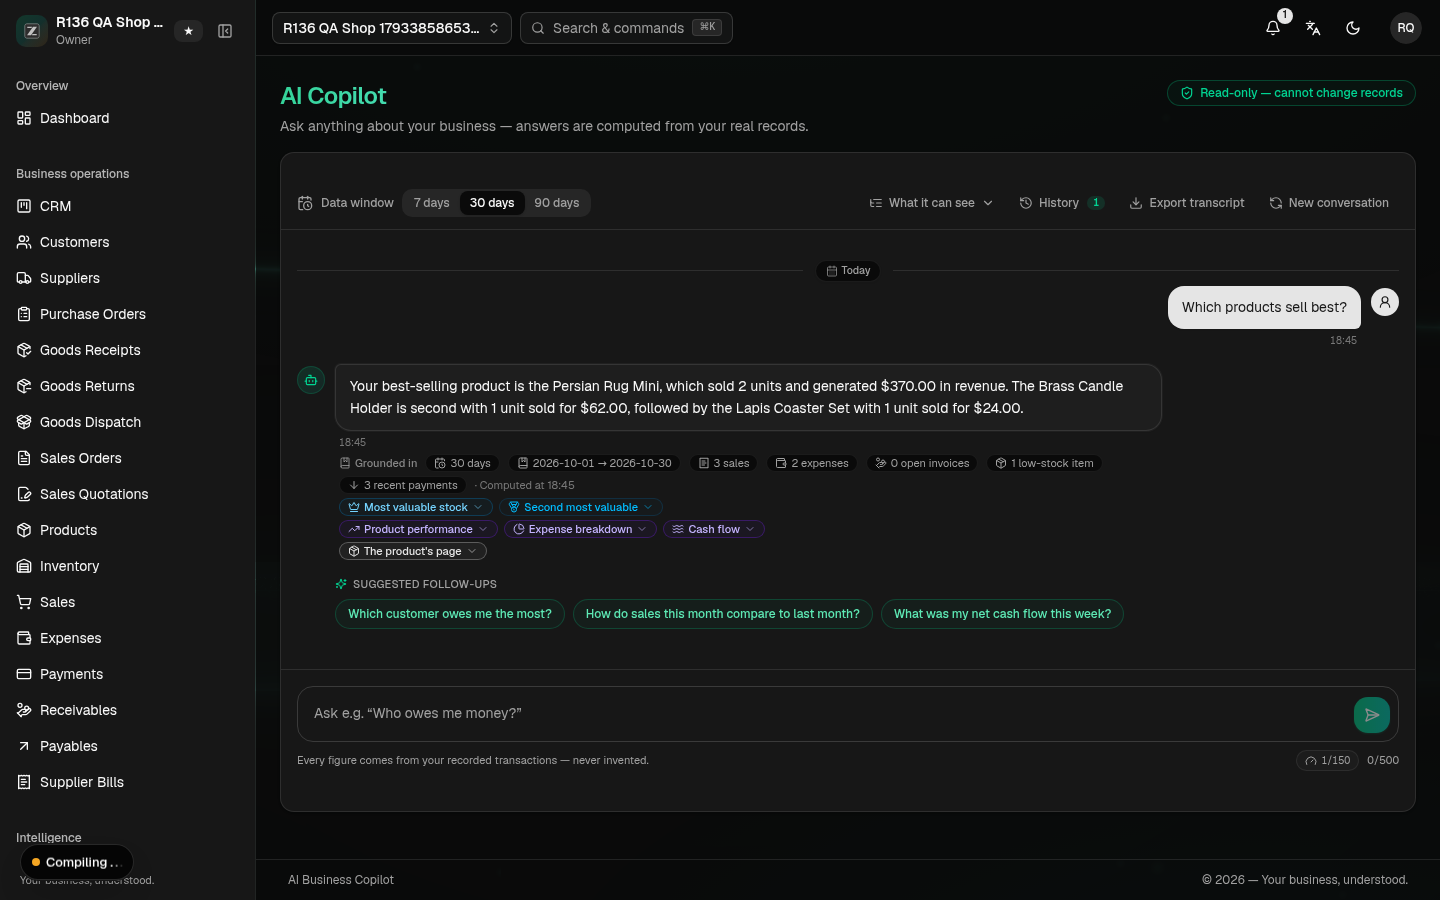 R136 QA Shop ...
Owner
★
R136 QA Shop 17933858653...
Search & commands
⌘K
1
RQ
Overview
Dashboard
Business operations
CRM
Customers
Suppliers
Purchase Orders
Goods Receipts
Goods Returns
Goods Dispatch
Sales Orders
Sales Quotations
Products
Inventory
Sales
Expenses
Payments
Receivables
Payables
Supplier Bills
Intelligence
Compiling ...
Your business, understood.
AI Copilot
Read-only — cannot change records
Ask anything about your business — answers are computed from your real records.
Data window
7 days
30 days
90 days
What it can see
History 1
Export transcript
New conversation
Today
Which products sell best?
18:45
Your best-selling product is the Persian Rug Mini, which sold 2 units and generated $370.00 in revenue. The Brass Candle
Holder is second with 1 unit sold for $62.00, followed by the Lapis Coaster Set with 1 unit sold for $24.00.
18:45
Grounded in 30 days 2026-10-01 → 2026-10-30 3 sales 2 expenses 0 open invoices 1 low-stock item
3 recent payments · Computed at 18:45
Most valuable stock Second most valuable
Product performance Expense breakdown Cash flow
The product's page
SUGGESTED FOLLOW-UPS
Which customer owes me the most? How do sales this month compare to last month? What was my net cash flow this week?
Ask e.g. “Who owes me money?”
Every figure comes from your recorded transactions — never invented.
1/150 0/500
AI Business Copilot
© 2026 — Your business, understood.